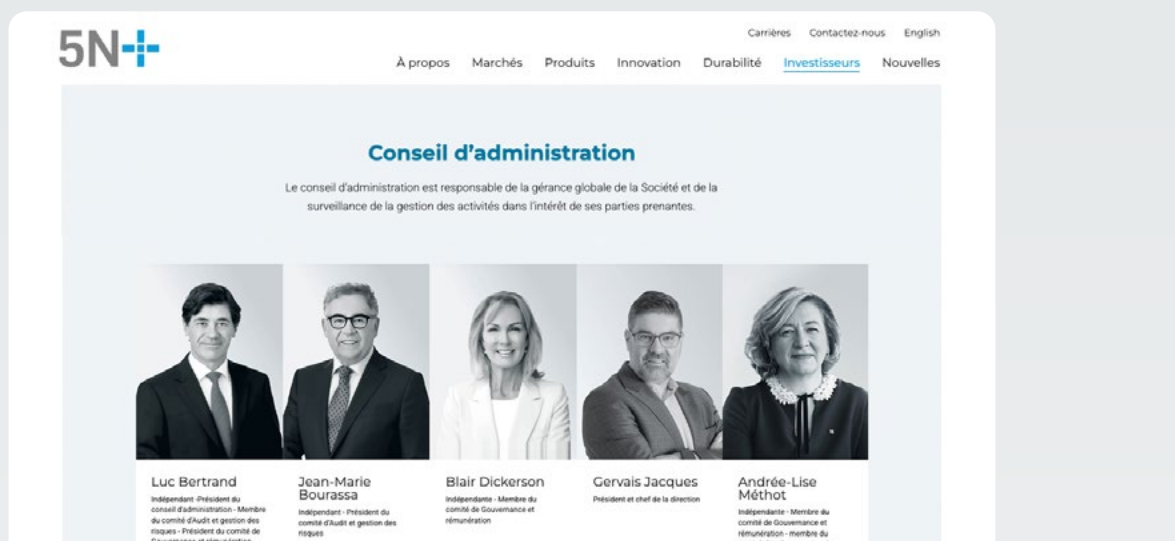 5N+
Carrières Contactez-nous English
À propos Marchés Produits Innovation Durabilité Investisseurs Nouvelles
Conseil d'administration
Le conseil d'administration est responsable de la gérance globale de la Société et de la
surveillance de la gestion des activités dans l'intérêt de ses parties prenantes.
Luc Bertrand
Indépendant -Président du
conseil d'administration - Membre
du comité d'Audit et gestion des
risques - Président du comité de
Gouvernance et rémunération
Jean-Marie
Bourassa
Indépendant - Président du
comité d'Audit et gestion des
risques
Blair Dickerson
Indépendante - Membre du
comité de Gouvernance et
rémunération
Gervais Jacques
Président et chef de la direction
Andrée-Lise
Méthot
Indépendante - Membre du
comité de Gouvernance et
rémunération - membre du